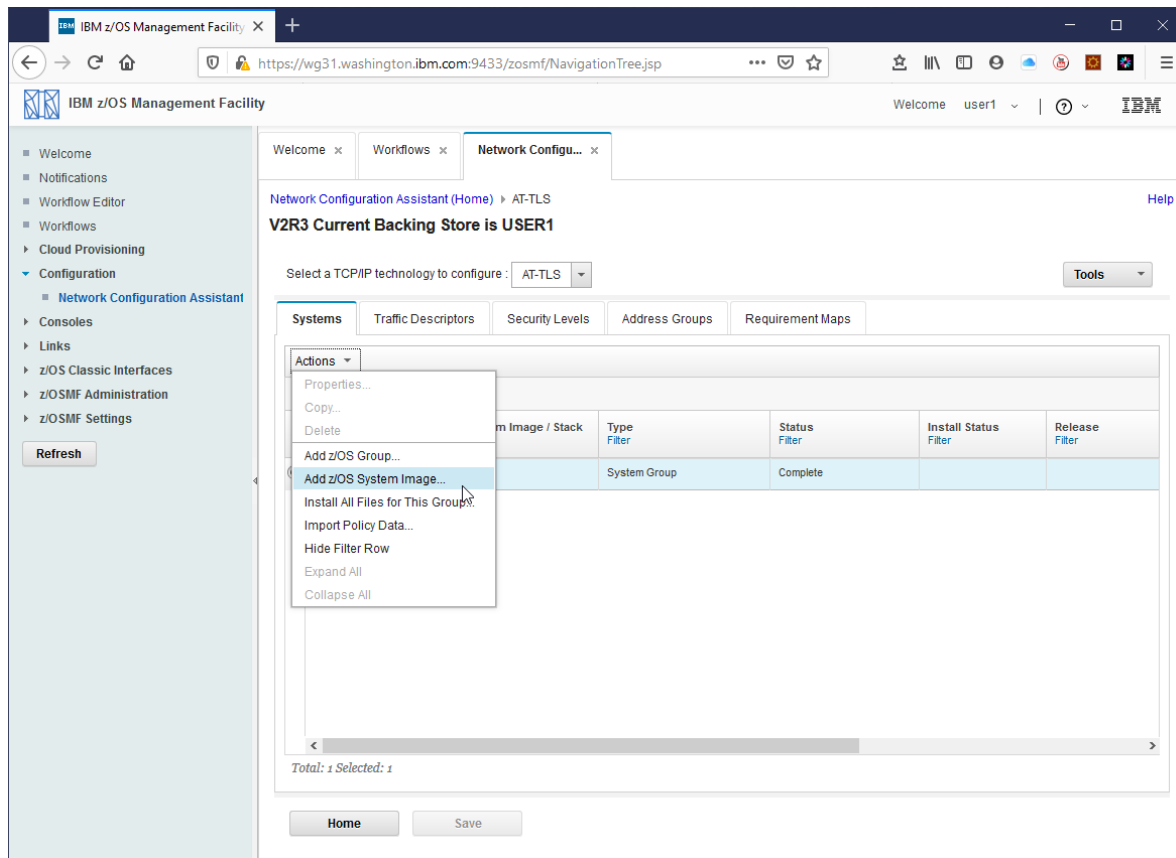 IBM IBM z/OS Management Facility
https://wg31.washington.ibm.com:9433/zosmf/NavigationTree.jsp
IBM z/OS Management Facility
Welcome user1
IBM
Welcome
Notifications
Workflow Editor
Workflows
Cloud Provisioning
Configuration
Network Configuration Assistant
Consoles
Links
z/OS Classic Interfaces
z/OSMF Administration
z/OSMF Settings
Refresh
Welcome × Workflows × Network Configu... ×
Network Configuration Assistant (Home) AT-TLS
Help
V2R3 Current Backing Store is USER1
Select a TCP/IP technology to configure : AT-TLS
Tools
Systems Traffic Descriptors Security Levels Address Groups Requirement Maps
Actions
Properties...
Copy...
Delete
Add z/OS Group...
Add z/OS System Image...
Install All Files for This Group...
Import Policy Data...
Hide Filter Row
Expand All
Collapse All
m Image / Stack Type Status Install Status Release
Filter Filter Filter Filter
System Group Complete
Total: 1 Selected: 1
Home Save